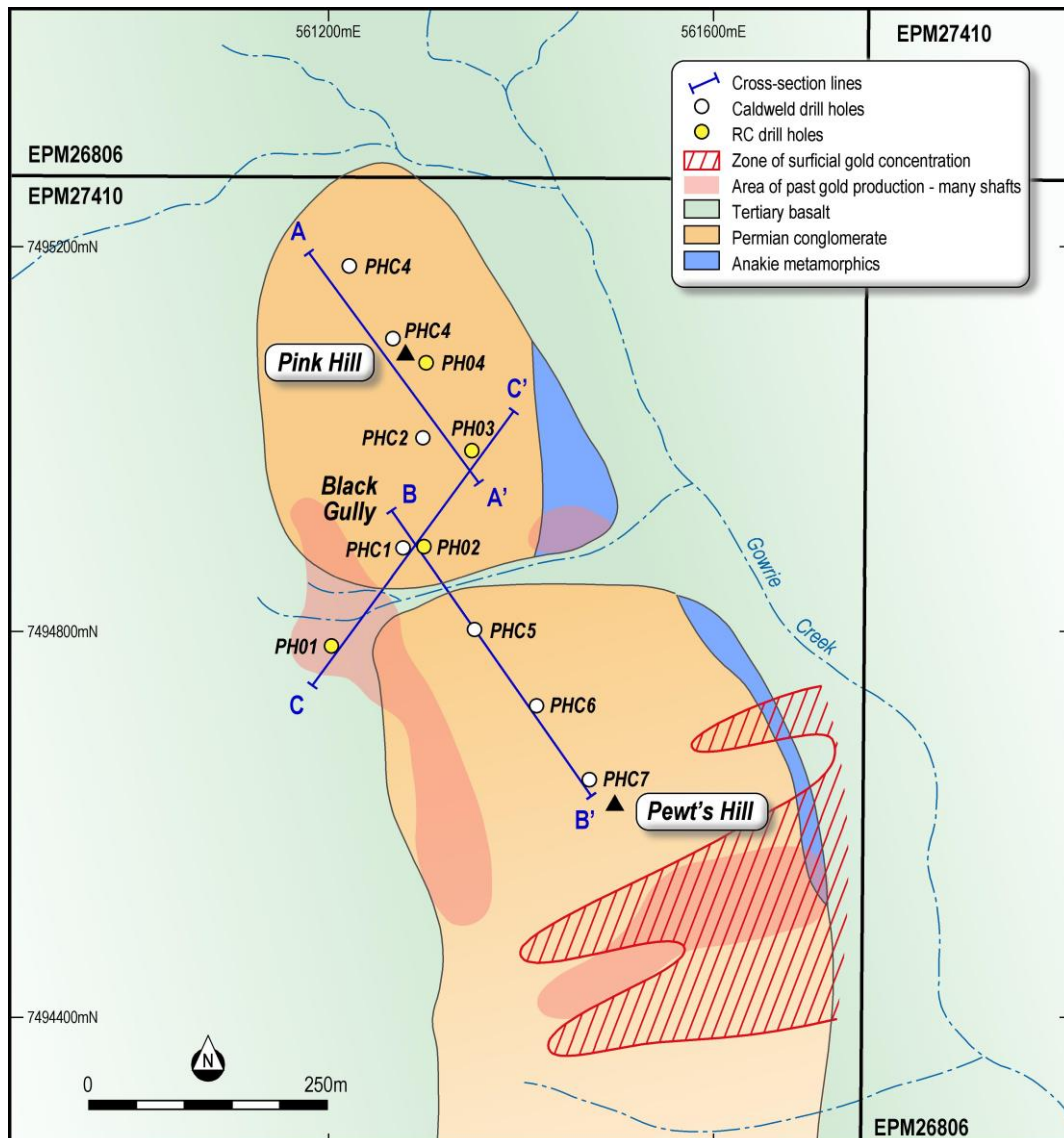 561200mE
561600mE
EPM27410
Cross-section lines
Caldweld drill holes
RC drill holes
Zone of surficial gold concentration
Area of past gold production - many shafts
Tertiary basalt
Permian conglomerate
Anakie metamorphics
EPM26806
EPM27410
7495200mN
A
PHC4
PHC4
Pink Hill
PH04
C'
PHC2
PH03
Black
Gully
B
A'
PHC1
PH02
Gowrie
Creek
7494800mN
PHC5
PH01
C
PHC6
PHC7
B'
Pewt's Hill
7494400mN
N
0
250m
EPM26806